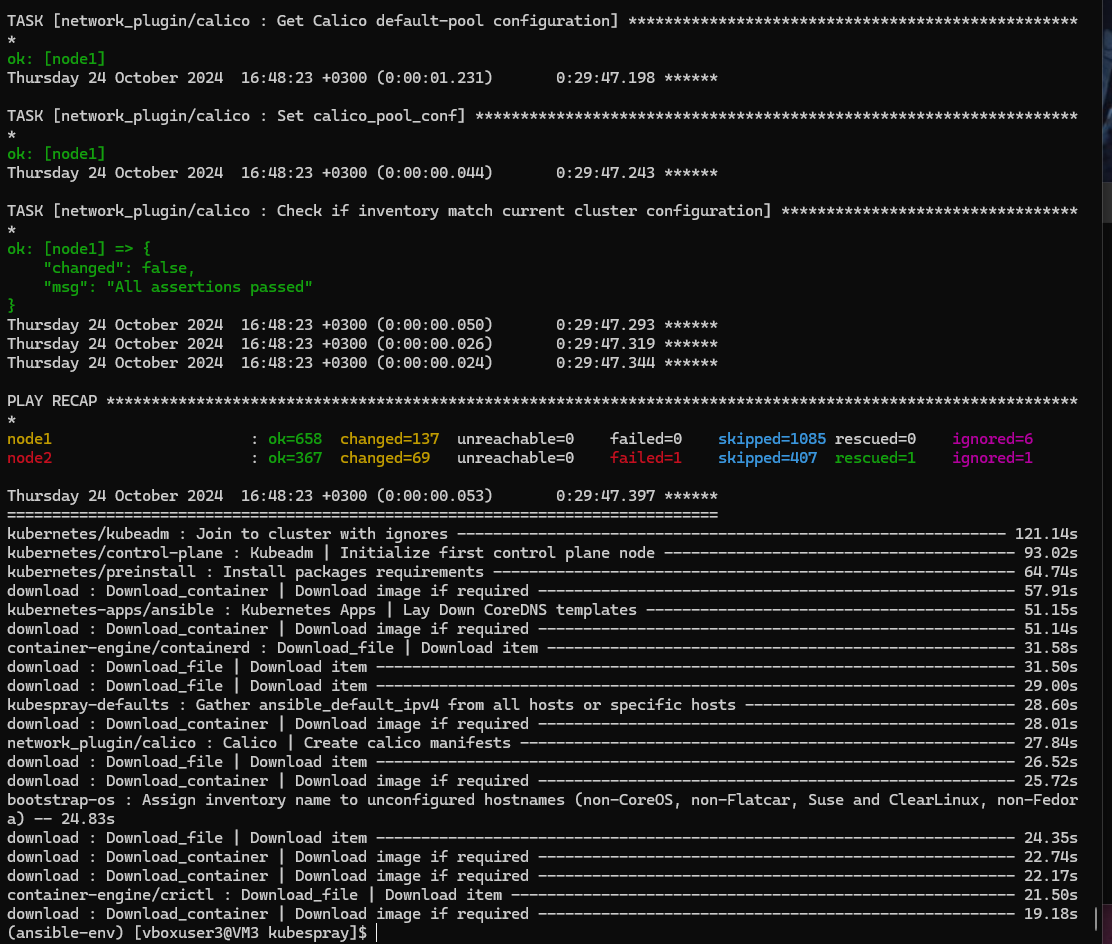 TASK [network_plugin/calico : Get Calico default-pool configuration] **************************************************
*
ok: [node1]
Thursday 24 October 2024  16:48:23 +0300 (0:00:01.231)       0:29:47.198 ******
TASK [network_plugin/calico : Set calico_pool_conf] *******************************************************************
*
ok: [node1]
Thursday 24 October 2024  16:48:23 +0300 (0:00:00.044)       0:29:47.243 ******
TASK [network_plugin/calico : Check if inventory match current cluster configuration] *********************************
*
ok: [node1] => {
    "changed": false,
    "msg": "All assertions passed"
}
Thursday 24 October 2024  16:48:23 +0300 (0:00:00.050)       0:29:47.293 ******
Thursday 24 October 2024  16:48:23 +0300 (0:00:00.026)       0:29:47.319 ******
Thursday 24 October 2024  16:48:23 +0300 (0:00:00.024)       0:29:47.344 ******
PLAY RECAP ************************************************************************************************************
*
node1                      : ok=658  changed=137  unreachable=0    failed=0    skipped=1085 rescued=0    ignored=6
node2                      : ok=367  changed=69   unreachable=0    failed=1    skipped=407  rescued=1    ignored=1
Thursday 24 October 2024  16:48:23 +0300 (0:00:00.053)       0:29:47.397 ******
===============================================================================
kubernetes/kubeadm : Join to cluster with ignores ------------------------------------------------------------- 121.14s
kubernetes/control-plane : Kubeadm | Initialize first control plane node --------------------------------------- 93.02s
kubernetes/preinstall : Install packages requirements ---------------------------------------------------------- 64.74s
download : Download_container | Download image if required ----------------------------------------------------- 57.91s
kubernetes-apps/ansible : Kubernetes Apps | Lay Down CoreDNS templates ----------------------------------------- 51.15s
download : Download_container | Download image if required ----------------------------------------------------- 51.14s
container-engine/containerd : Download_file | Download item ---------------------------------------------------- 31.58s
download : Download_file | Download item ----------------------------------------------------------------------- 31.50s
download : Download_file | Download item ----------------------------------------------------------------------- 29.00s
kubespray-defaults : Gather ansible_default_ipv4 from all hosts or specific hosts ------------------------------ 28.60s
download : Download_container | Download image if required ----------------------------------------------------- 28.01s
network_plugin/calico : Calico | Create calico manifests ------------------------------------------------------- 27.84s
download : Download_file | Download item ----------------------------------------------------------------------- 26.52s
download : Download_container | Download image if required ----------------------------------------------------- 25.72s
bootstrap-os : Assign inventory name to unconfigured hostnames (non-CoreOS, non-Flatcar, Suse and ClearLinux, non-Fedor
a) -- 24.83s
download : Download_file | Download item ----------------------------------------------------------------------- 24.35s
download : Download_container | Download image if required ----------------------------------------------------- 22.74s
download : Download_container | Download image if required ----------------------------------------------------- 22.17s
container-engine/crictl : Download_file | Download item -------------------------------------------------------- 21.50s
download : Download_container | Download image if required ----------------------------------------------------- 19.18s
(ansible-env) [vboxuser3@VM3 kubespray]$